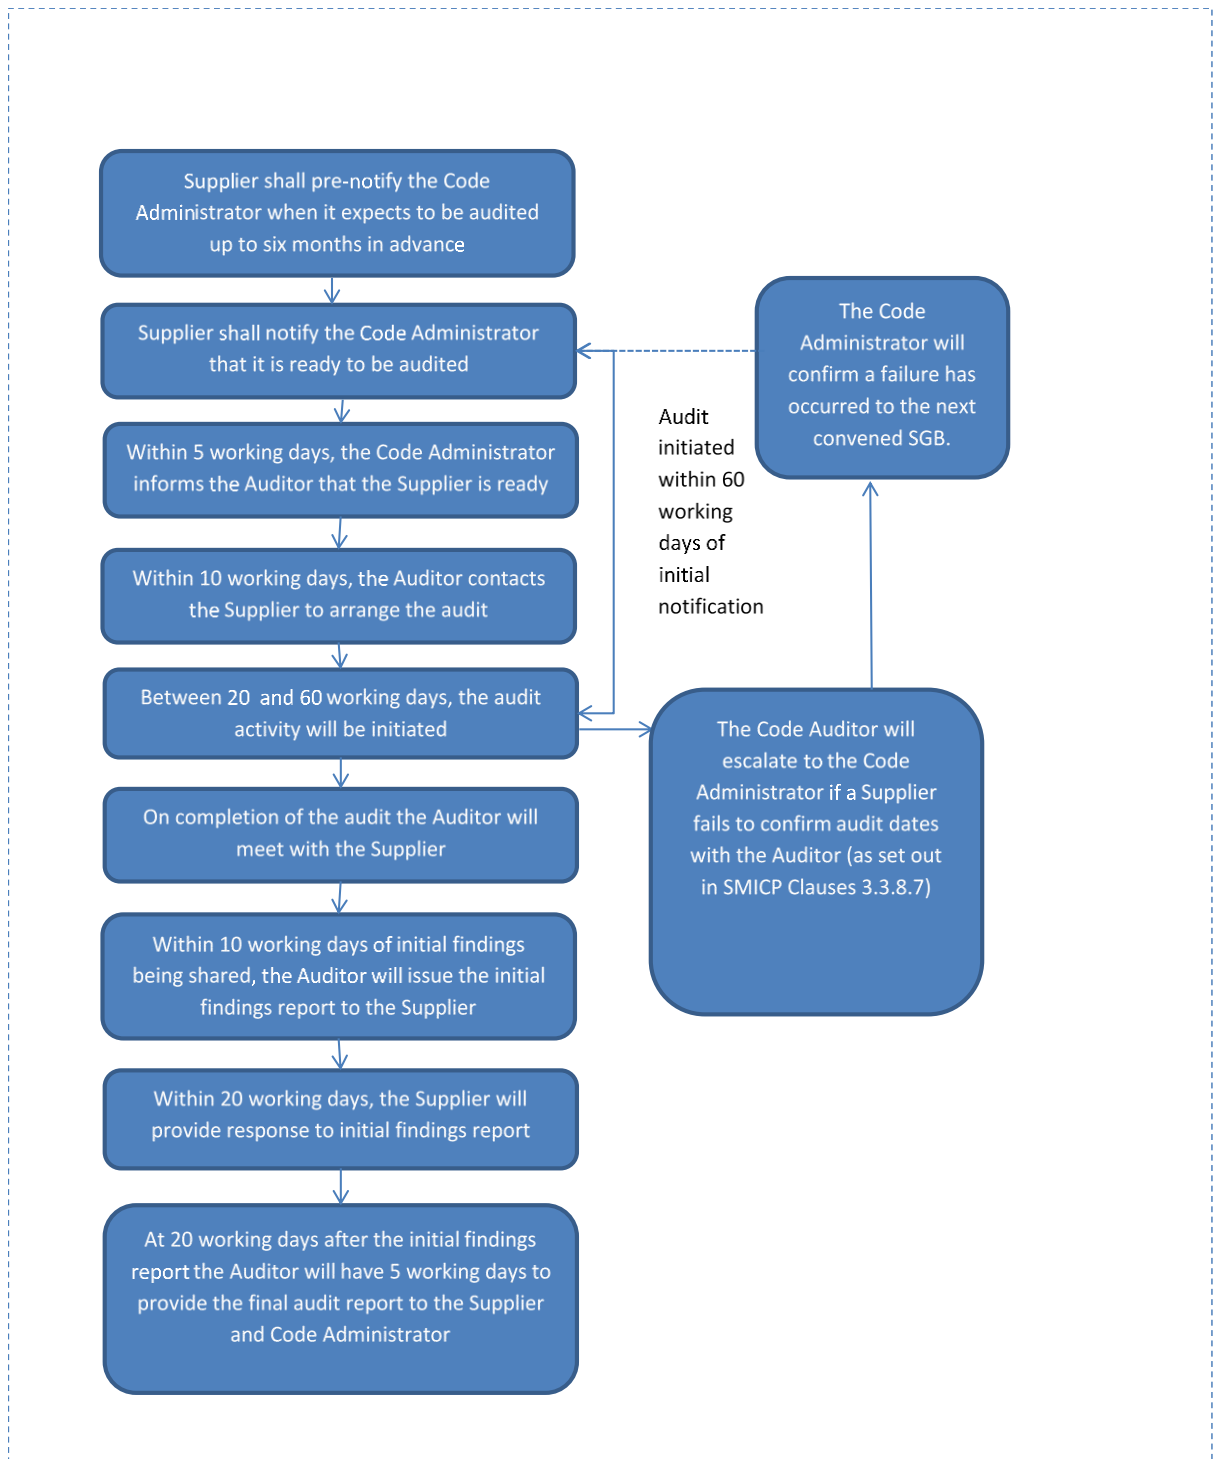 Supplier shall pre-notify the Code
Administrator when it expects to be audited
up to six months in advance
Supplier shall notify the Code Administrator
that it is ready to be audited
Within 5 working days, the Code Administrator
informs the Auditor that the Supplier is ready
Within 10 working days, the Auditor contacts
the Supplier to arrange the audit
Between 20 and 60 working days, the audit
activity will be initiated
On completion of the audit the Auditor will
meet with the Supplier
Within 10 working days of initial findings
being shared, the Auditor will issue the initial
findings report to the Supplier
Within 20 working days, the Supplier will
provide response to initial findings report
At 20 working days after the initial findings
report the Auditor will have 5 working days to
provide the final audit report to the Supplier
and Code Administrator
The Code
Administrator will
confirm a failure has
occurred to the next
convened SGB.
Audit
initiated
within 60
working
days of
initial
notification
The Code Auditor will
escalate to the Code
Administrator if a Supplier
fails to confirm audit dates
with the Auditor (as set out
in SMICP Clauses 3.3.8.7)